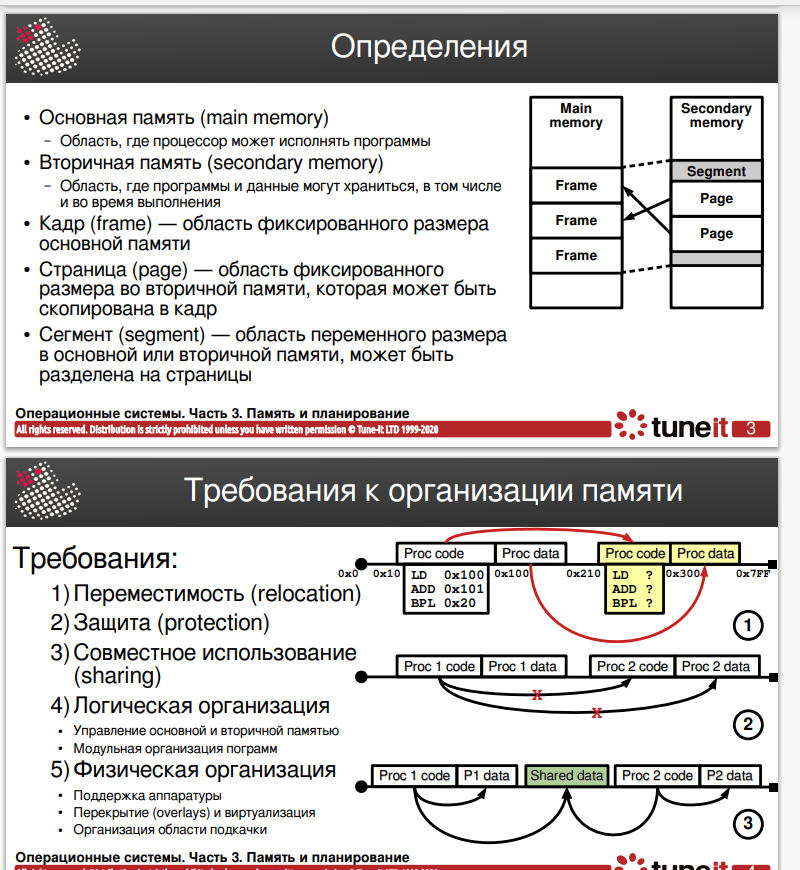 Определения
• Основная память (main memory)
– Область, где процессор может исполнять программы
• Вторичная память (secondary memory)
– Область, где программы и данные могут храниться, в том числе
и во время выполнения
• Кадр (frame) — область фиксированного размера
основной памяти
• Страница (page) — область фиксированного
размера во вторичной памяти, которая может быть
скопирована в кадр
• Сегмент (segment) — область переменного размера
в основной или вторичной памяти, может быть
разделена на страницы
Main
memory
Frame
Frame
Frame
Secondary
memory
Segment
Page
Page
Операционные системы. Часть 3. Память и планирование
All rights reserved. Distribution is strictly prohibited unless you have written permission © Tune-It LTD 1999-2020
tuneit
3
Требования к организации памяти
Требования:
1) Переместимость (relocation)
2) Защита (protection)
3) Совместное использование
(sharing)
4) Логическая организация
• Управление основной и вторичной памятью
• Модульная организация пограмм
5) Физическая организация
• Поддержка аппаратуры
• Перекрытие (overlays) и виртуализация
• Организация области подкачки
Proc code
Proc data
Proc code
Proc data
0x0
0x10
LD 0x100
ADD 0x101
BPL 0x20
0x100
0x210
LD ?
ADD ?
BPL ?
0x300
0x7FF
1
Proc 1 code
Proc 1 data
Proc 2 code
Proc 2 data
X
X
2
Proc 1 code
P1 data
Shared data
Proc 2 code
P2 data
3
Операционные системы. Часть 3. Память и планирование